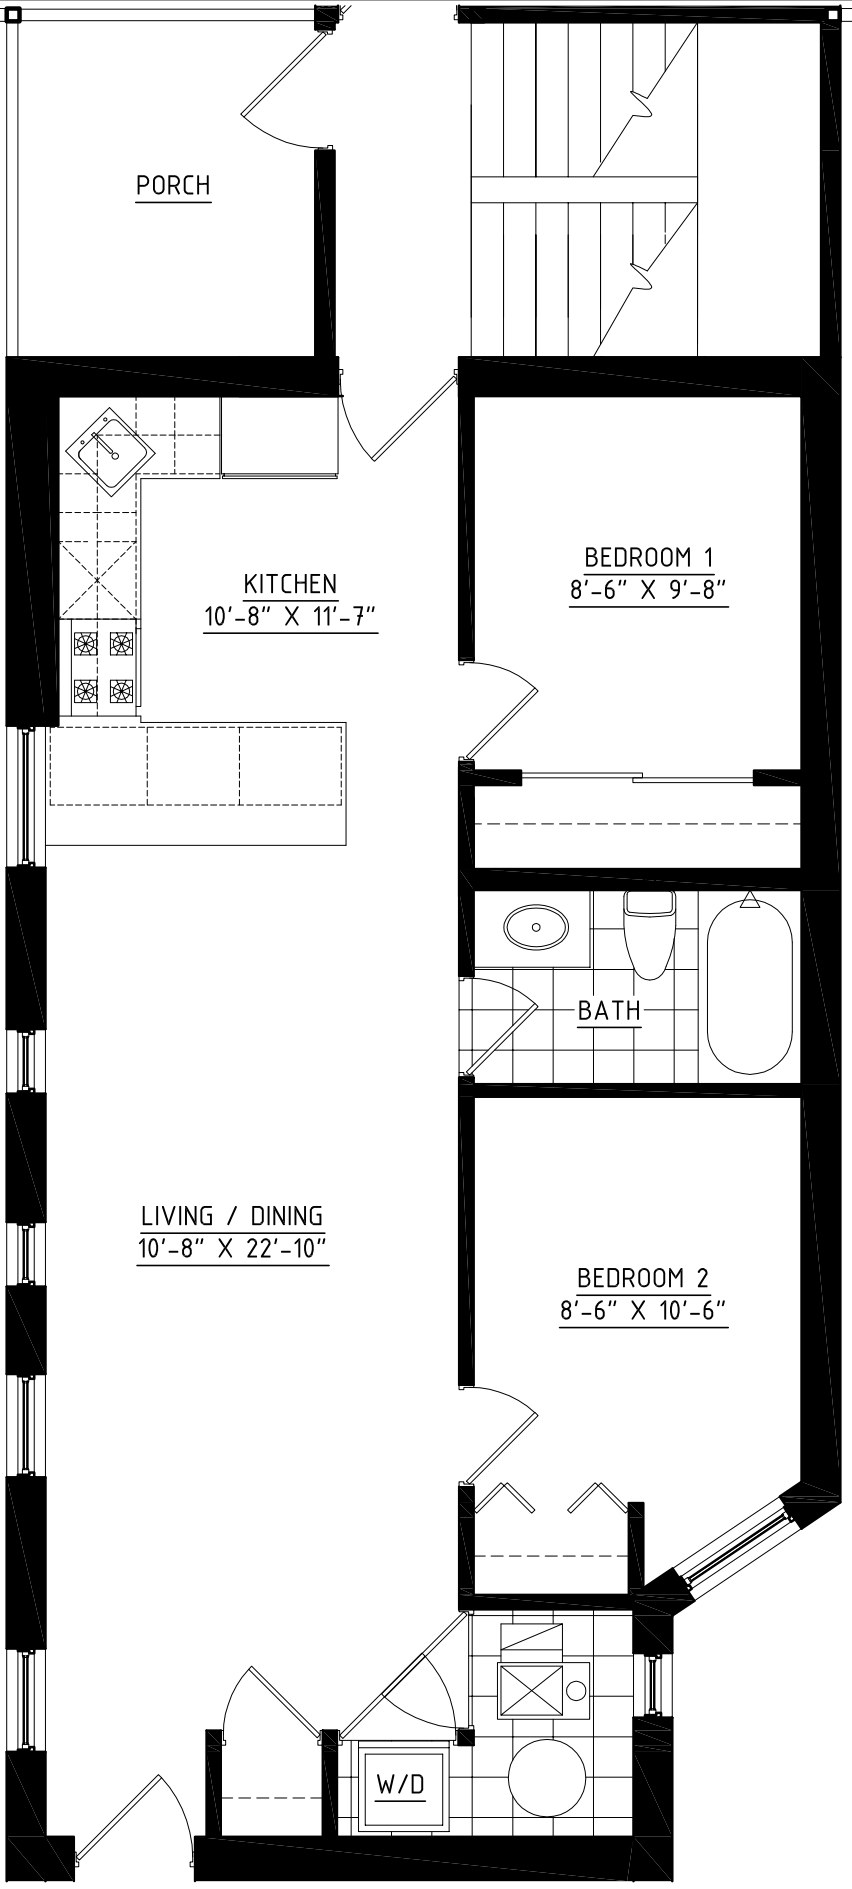 PORCH
BEDROOM 1
8'-6" X 9'-8"
KITCHEN
10'-8" X 11'-7"
BATH
LIVING / DINING
10'-8" X 22'-10"
BEDROOM 2
8'-6" X 10'-6"
W/D